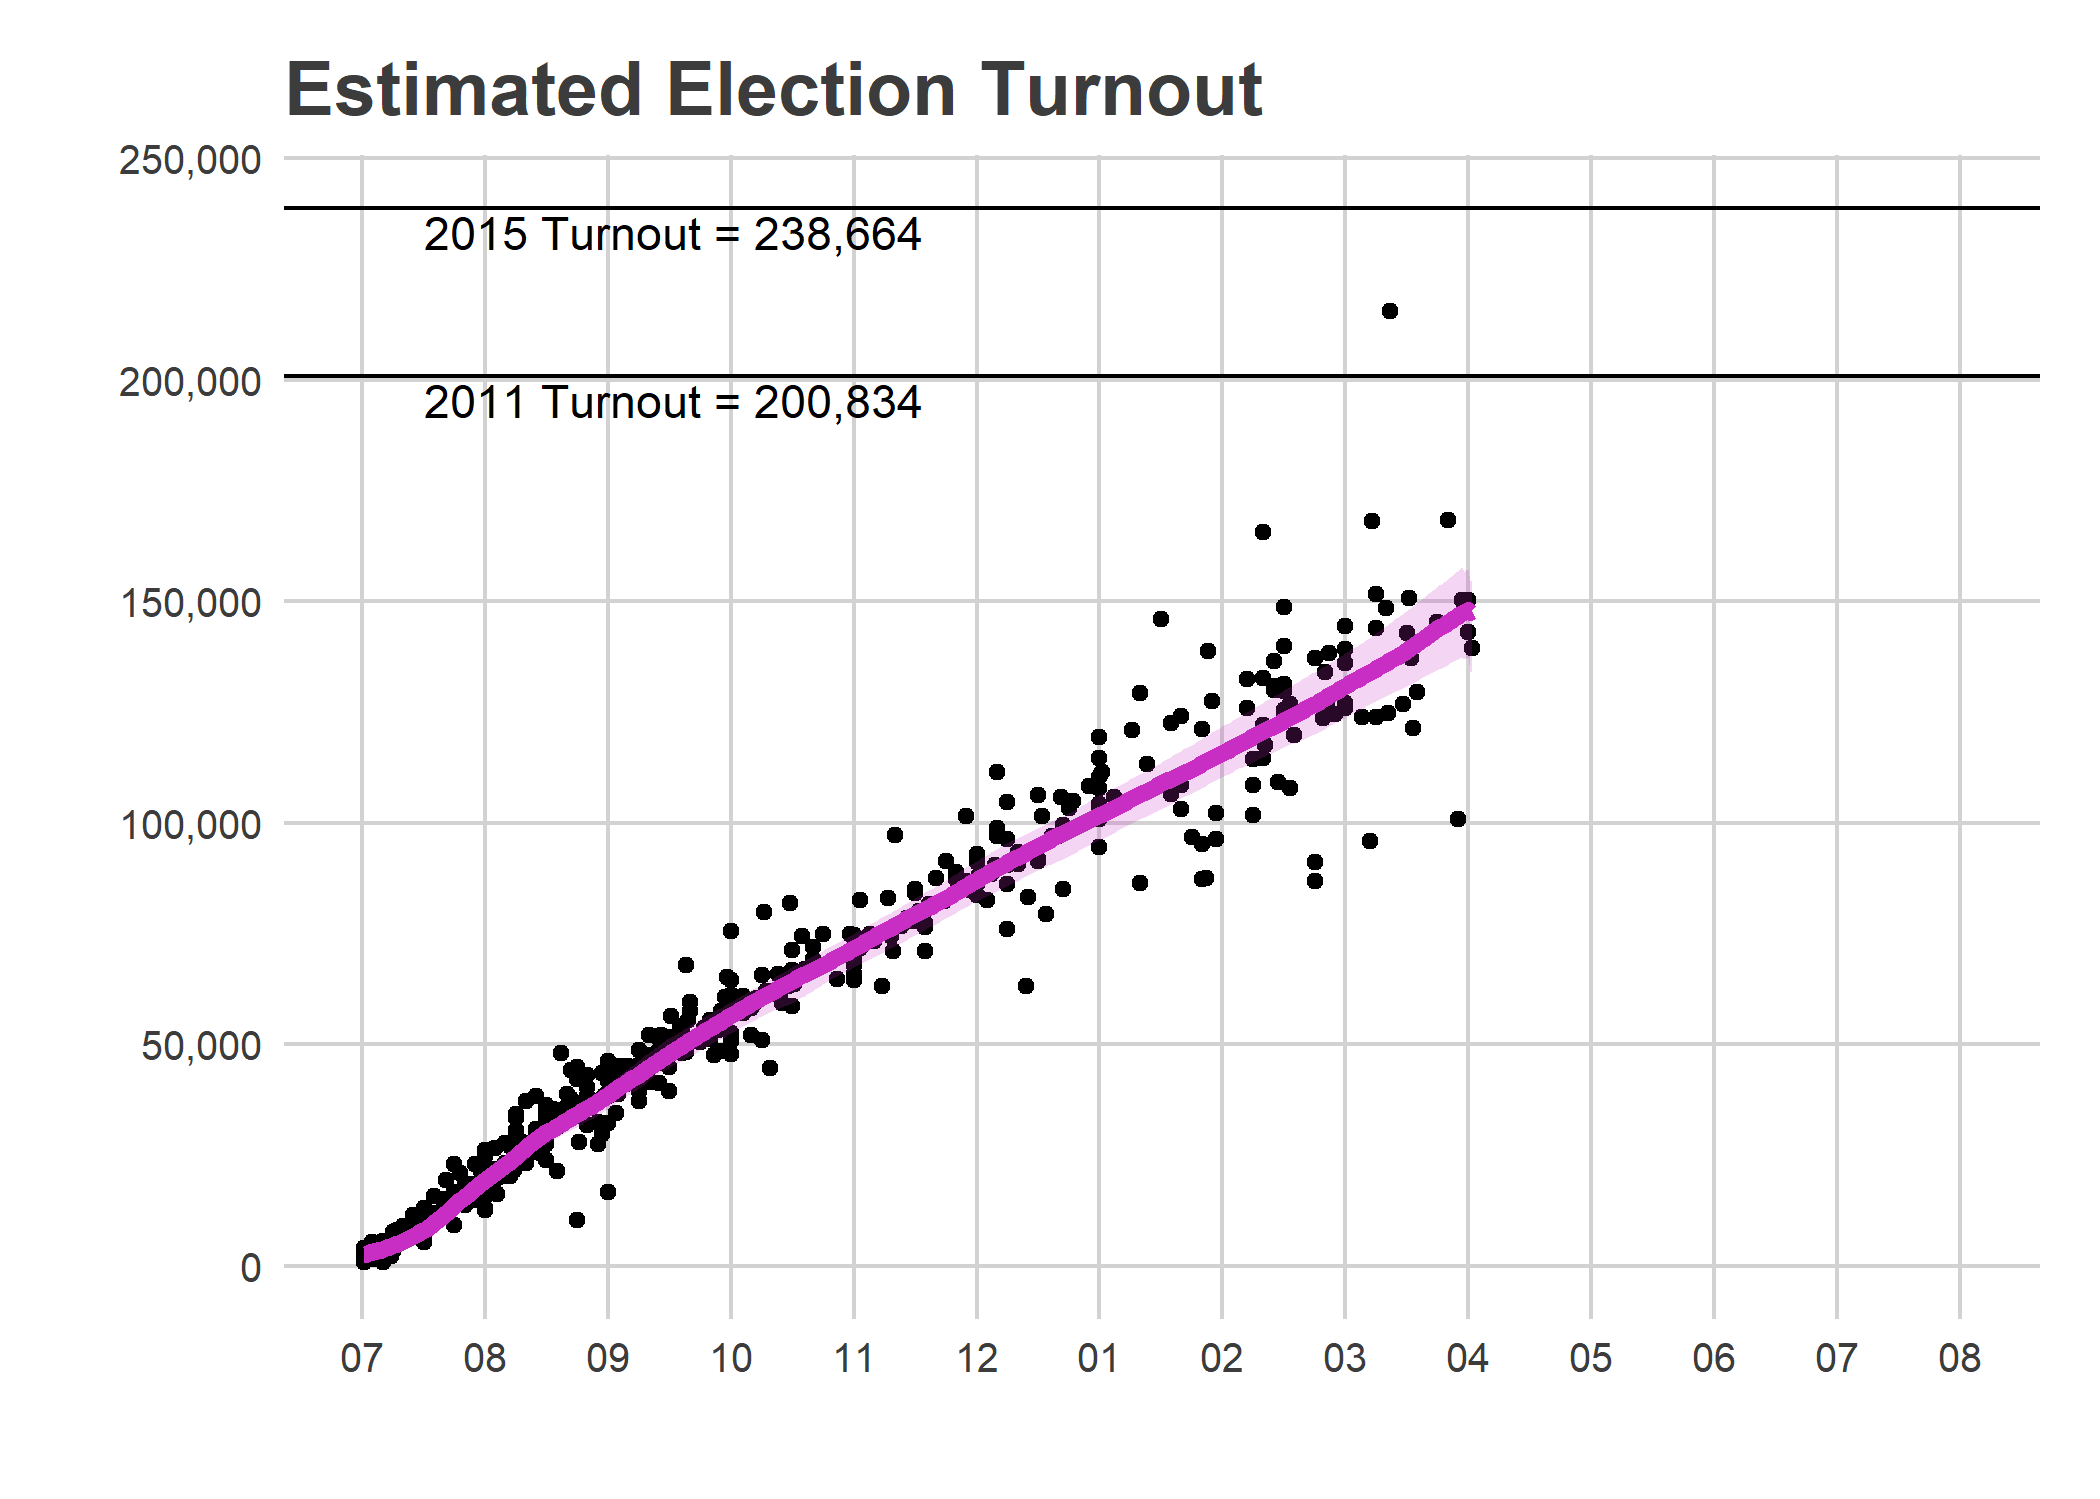 Estimated Election Turnout
250,000
2015 Turnout = 238,664
200,000
2011 Turnout = 200,834
150,000
100,000
50,000
0
07 08 09 10 11 12 01 02 03 04 05 06 07 08